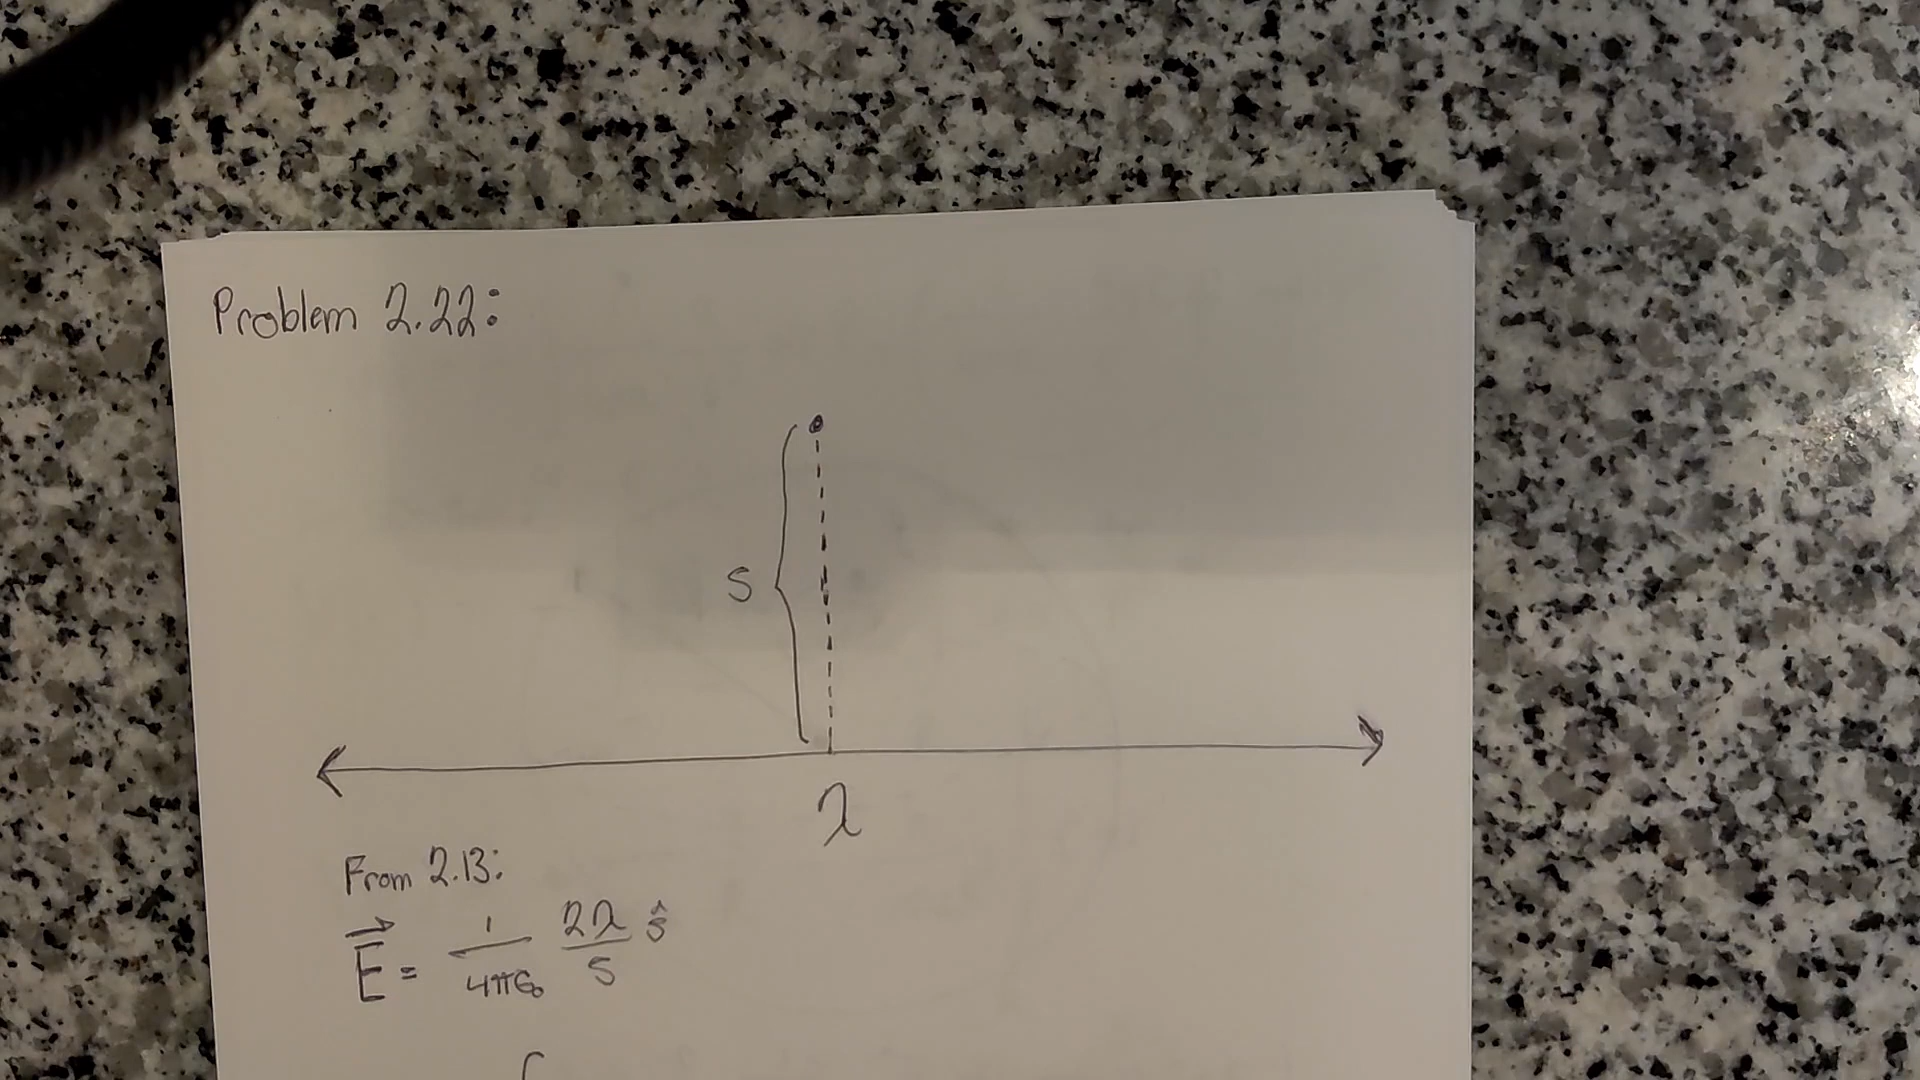 Problem 2.22:
S
λ
From 2.13:
E⃗ = 1/4πϵ₀ 2λ/S ŝ
∫